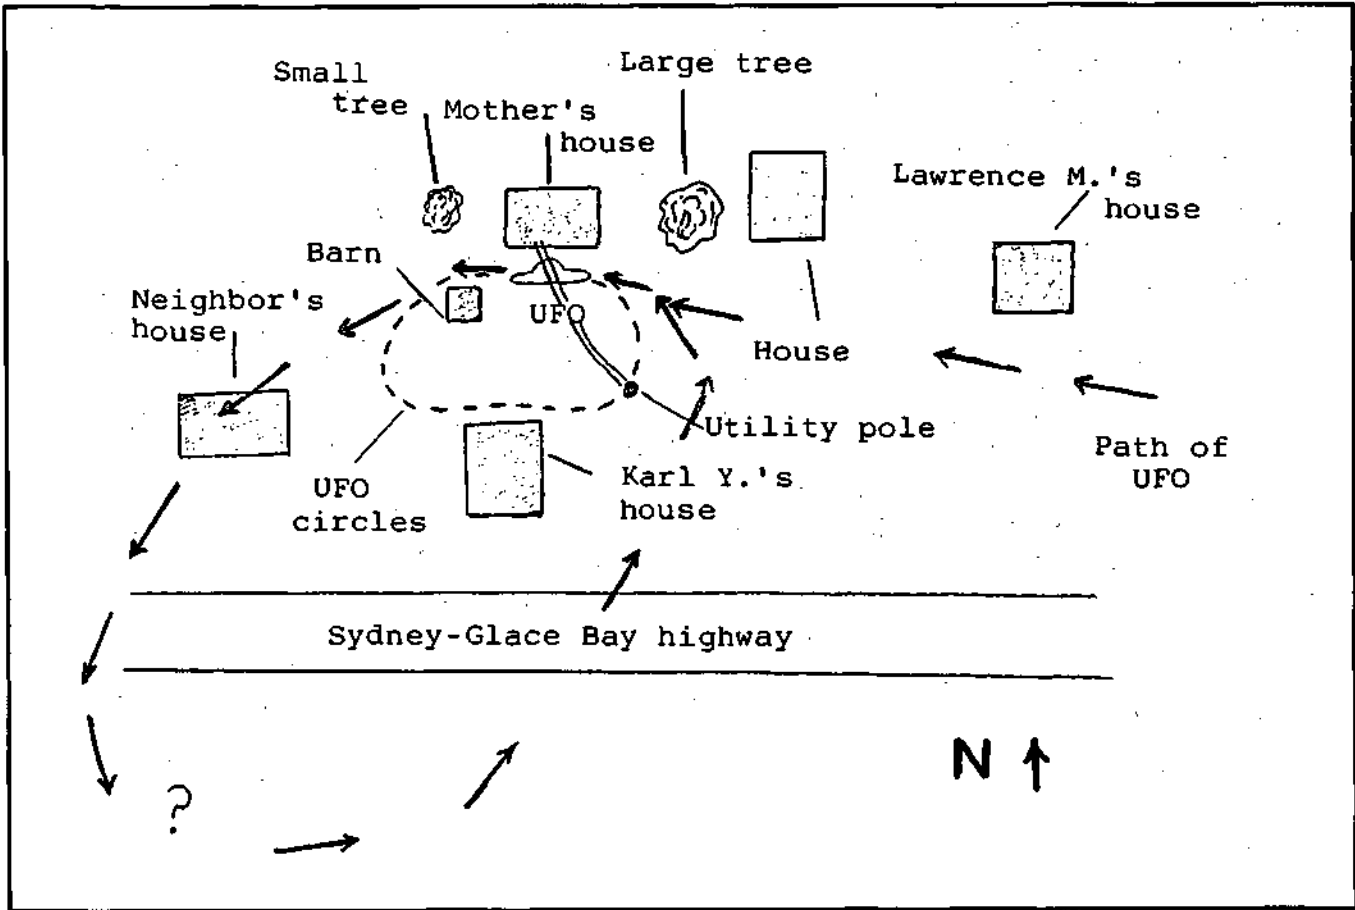 Small
tree
Mother's
house
Large tree
Lawrence M.'s
house
Barn
Neighbor's
house
UFO
House
Utility pole
Path of
UFO
UFO
circles
Karl Y.'s
house
Sydney-Glace Bay highway
N
?